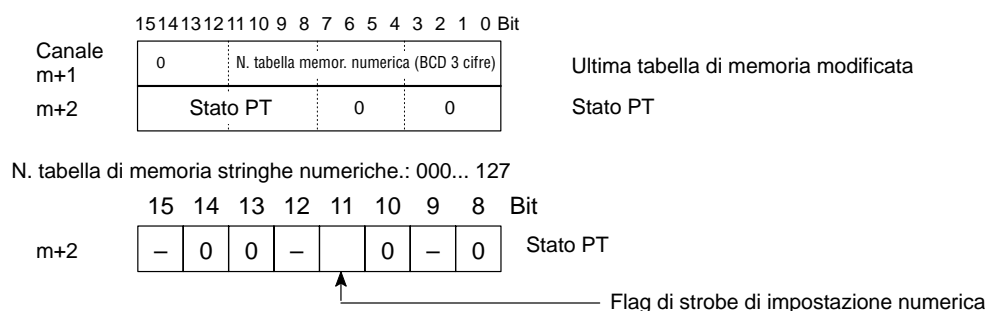 15 14 13 12 11 10 9 8 7 6 5 4 3 2 1 0 Bit
Canale
m+1
0 N. tabella memor. numerica (BCD 3 cifre) Ultima tabella di memoria modificata
m+2 Stato PT 0 0 Stato PT
N. tabella di memoria stringhe numeriche.: 000... 127
15 14 13 12 11 10 9 8 Bit
m+2 – 0 0 – 0 – 0 Stato PT
Flag di strobe di impostazione numerica